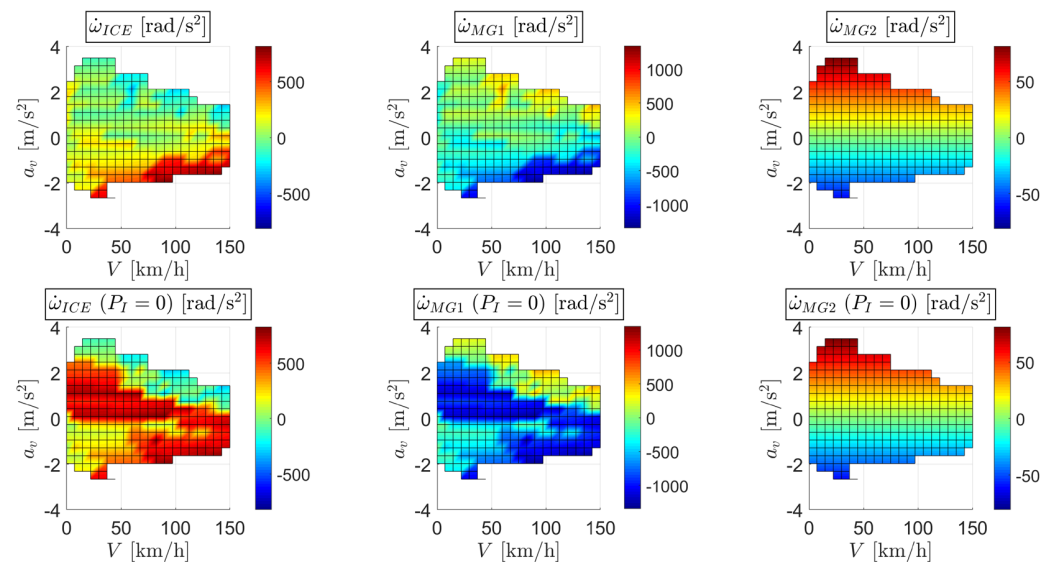 ω̇_ICE [rad/s²]
ω̇_MG1 [rad/s²]
ω̇_MG2 [rad/s²]
4
2
0
-2
-4
a_v [m/s²]
0 50 100 150
V [km/h]
500
0
-500
4
2
0
-2
-4
a_v [m/s²]
0 50 100 150
V [km/h]
1000
500
0
-500
-1000
4
2
0
-2
-4
a_v [m/s²]
0 50 100 150
V [km/h]
50
0
-50
ω̇_ICE (P_I = 0) [rad/s²]
ω̇_MG1 (P_I = 0) [rad/s²]
ω̇_MG2 (P_I = 0) [rad/s²]
4
2
0
-2
-4
a_v [m/s²]
0 50 100 150
V [km/h]
500
0
-500
4
2
0
-2
-4
a_v [m/s²]
0 50 100 150
V [km/h]
1000
500
0
-500
-1000
4
2
0
-2
-4
a_v [m/s²]
0 50 100 150
V [km/h]
50
0
-50